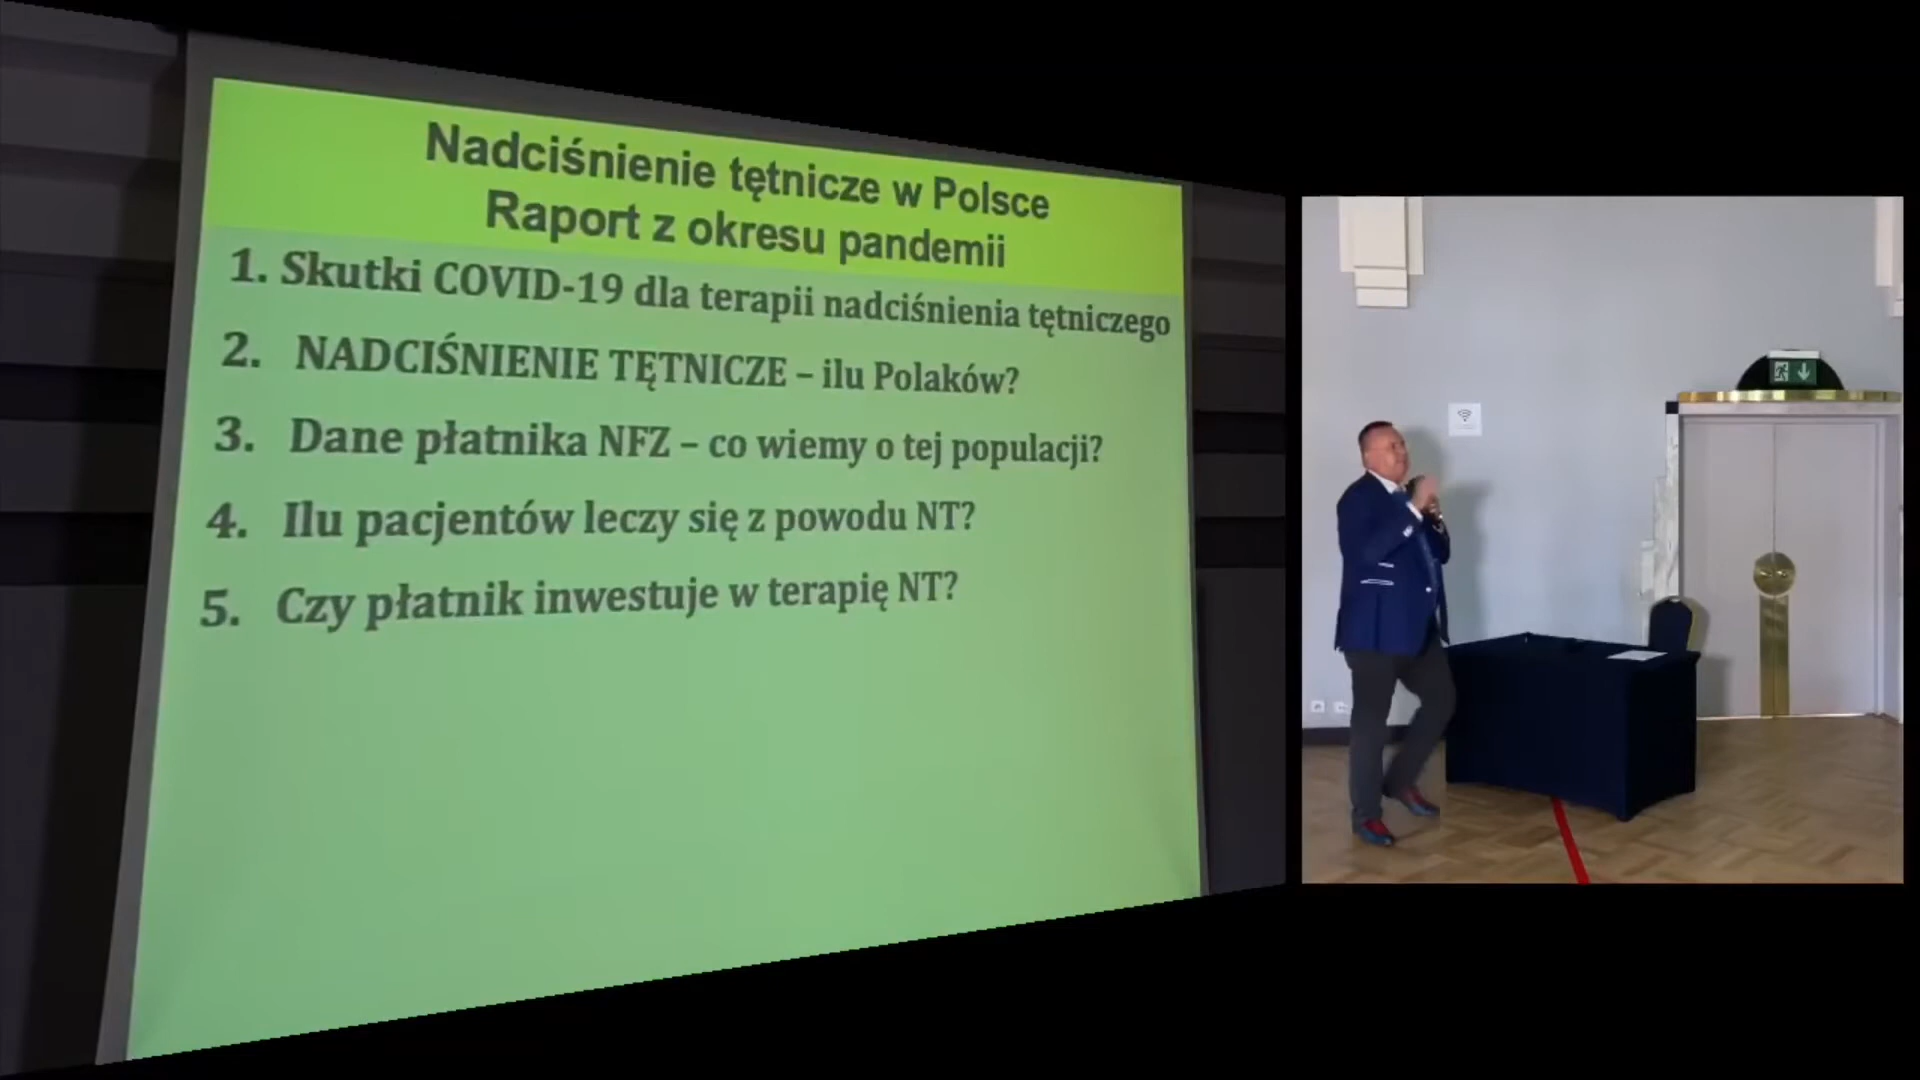 Nadciśnienie tętnicze w Polsce
Raport z okresu pandemii
1. Skutki COVID-19 dla terapii nadciśnienia tętniczego
2. NADCIŚNIENIE TĘTNICZE – ilu Polaków?
3. Dane płatnika NFZ – co wiemy o tej populacji?
4. Ilu pacjentów leczy się z powodu NT?
5. Czy płatnik inwestuje w terapię NT?